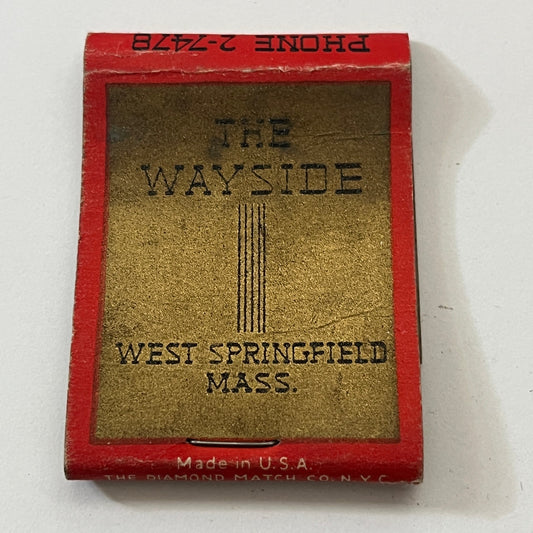 PHONE 2-7478
THE
WAYSIDE
WEST SPRINGFIELD
MASS.
Made in U.S.A.
THE DIAMOND MATCH CO. N.Y.C.